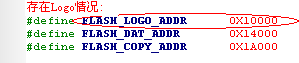 存在Logo情况:
#define FLASH_LOGO_ADDR 0X10000
#define FLASH_DAT_ADDR 0X14000
#define FLASH_COPY_ADDR 0X1A000